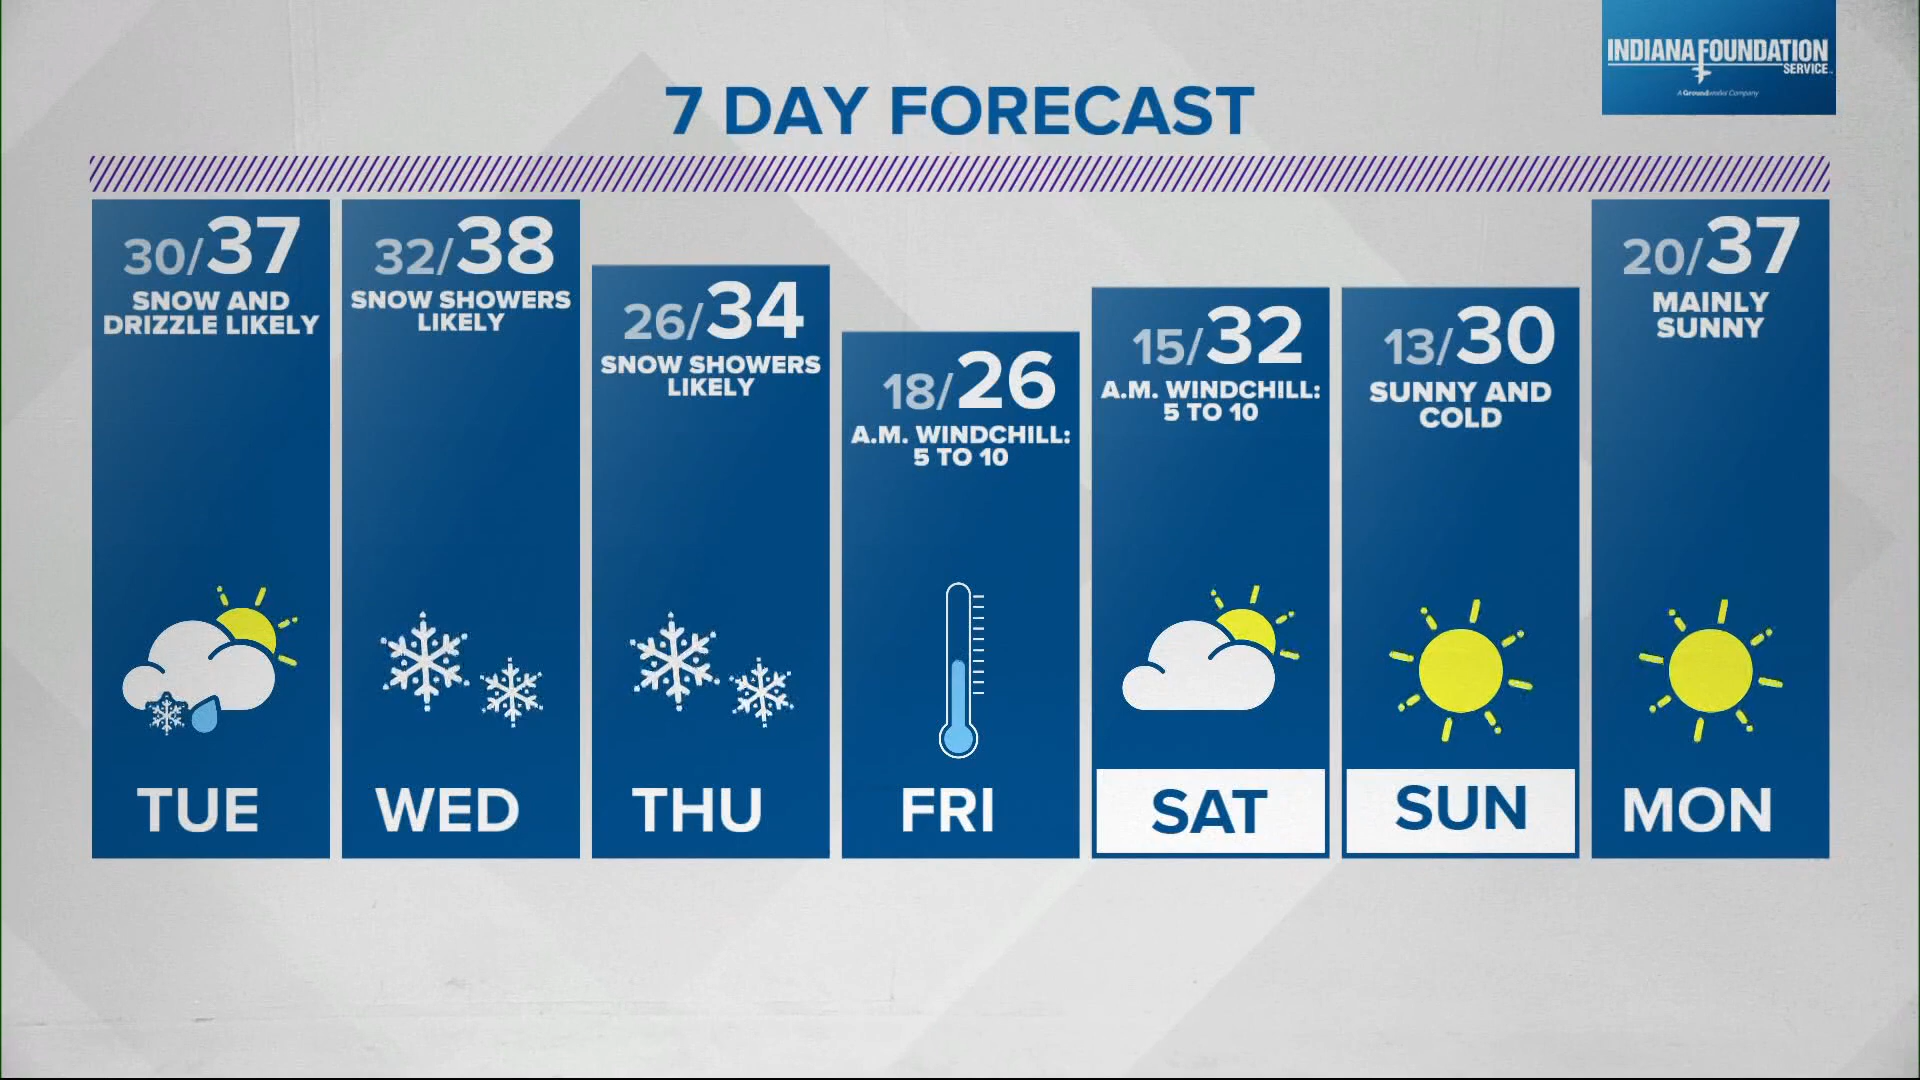 INDIANA FOUNDATION
SERVICE
A Groundworks Company
7 DAY FORECAST
30/37
SNOW AND
DRIZZLE LIKELY
TUE
32/38
SNOW SHOWERS
LIKELY
WED
26/34
SNOW SHOWERS
LIKELY
THU
18/26
A.M. WINDCHILL:
5 TO 10
FRI
15/32
A.M. WINDCHILL:
5 TO 10
SAT
13/30
SUNNY AND
COLD
SUN
20/37
MAINLY
SUNNY
MON